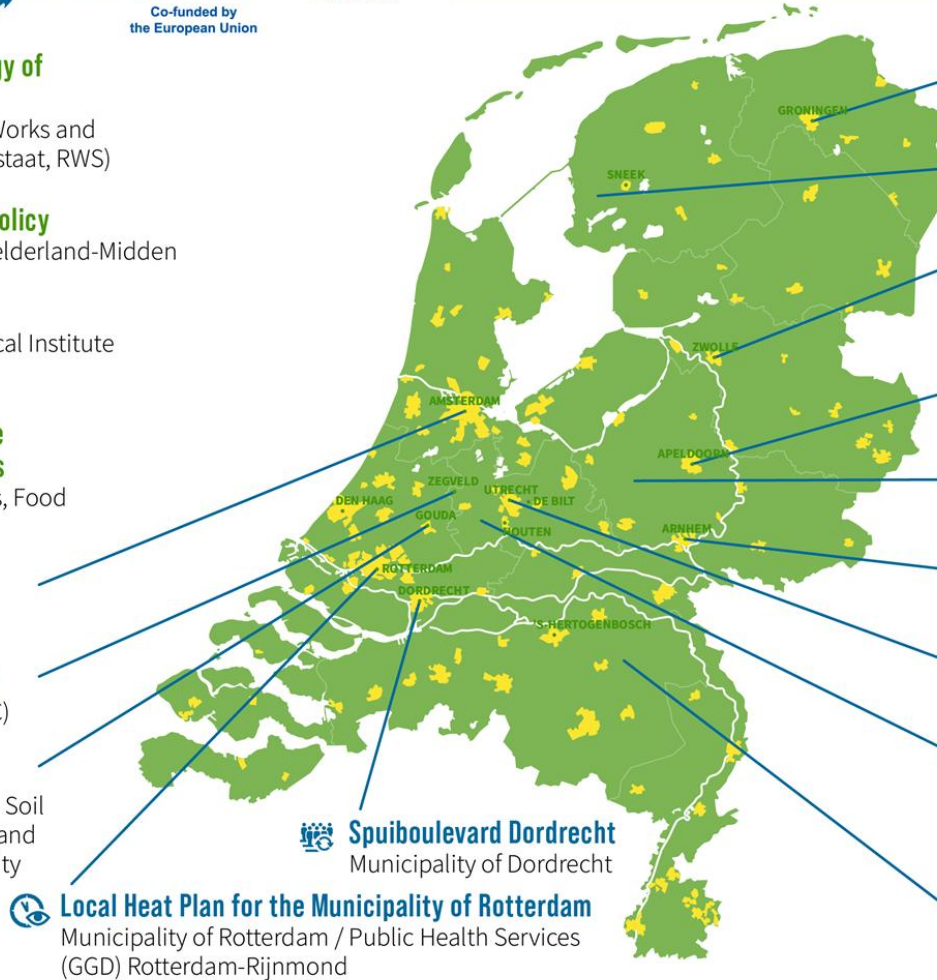 Co-funded by
the European Union
gy of
Works and
staat, RWS)
olicy
elderland-Midden
cal Institute
e
s
s, Food
C)
Soil
and
ty
GRONINGEN
SNEEK
ZWOLLE
AMSTERDAM
APELDOORN
ZEGVELD
UTRECHT
DE BILT
DEN HAAG
GOUDA
HOUTEN
ARNHEM
ROTTERDAM
DORDRECHT
'S-HERTOGENBOSCH
Spuiboulevard Dordrecht
Municipality of Dordrecht
Local Heat Plan for the Municipality of Rotterdam
Municipality of Rotterdam / Public Health Services
(GGD) Rotterdam-Rijnmond